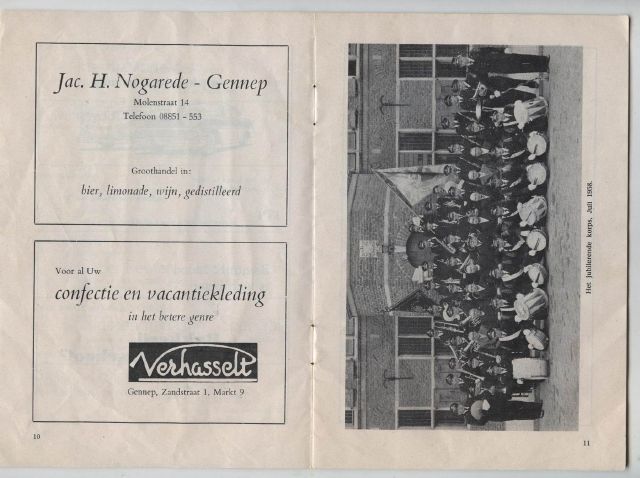 Jac. H. Nogarede - Gennep
Molenstraat 14
Telefoon 08851 - 553
Groothandel in:
bier, limonade, wijn, gedistilleerd
Voor al Uw
confectie en vacantiekleding
in het betere genre
Verhasselt
Gennep, Zandstraat 1, Markt 9
10
Het jubilerende korps, Juli 1958.
11